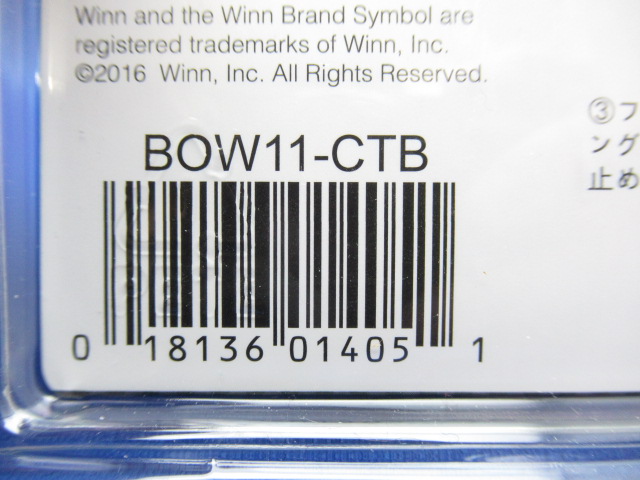 Winn and the Winn Brand Symbol are
registered trademarks of Winn, Inc.
©2016 Winn, Inc. All Rights Reserved.
BOW11-CTB
0 18136 01405 1
③フ
ング
止め